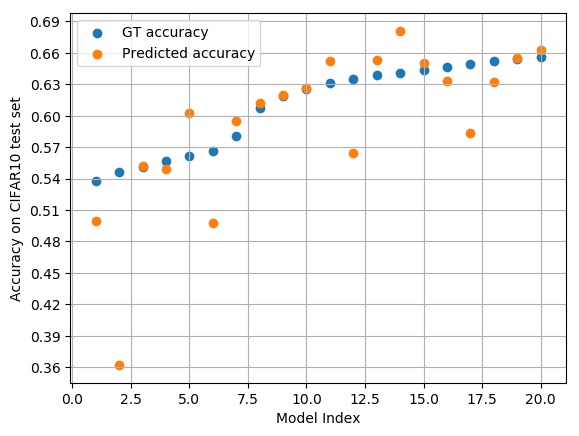 GT accuracy
Predicted accuracy
Accuracy on CIFAR10 test set
0.69
0.66
0.63
0.60
0.57
0.54
0.51
0.48
0.45
0.42
0.39
0.36
0.0 2.5 5.0 7.5 10.0 12.5 15.0 17.5 20.0
Model Index